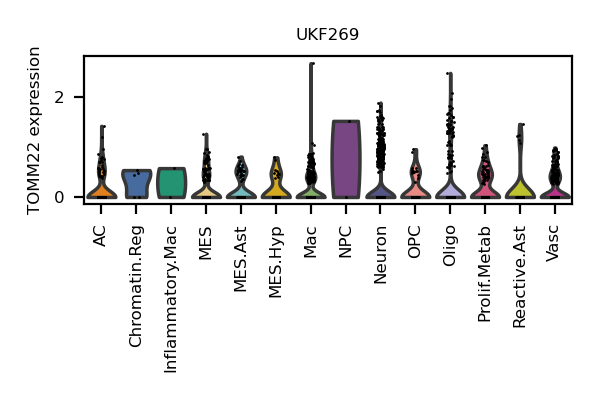 UKF269
TOMM22 expression
2
0
AC
Chromatin.Reg
Inflammatory.Mac
MES
MES.Ast
MES.Hyp
Mac
NPC
Neuron
OPC
Oligo
Prolif.Metab
Reactive.Ast
Vasc